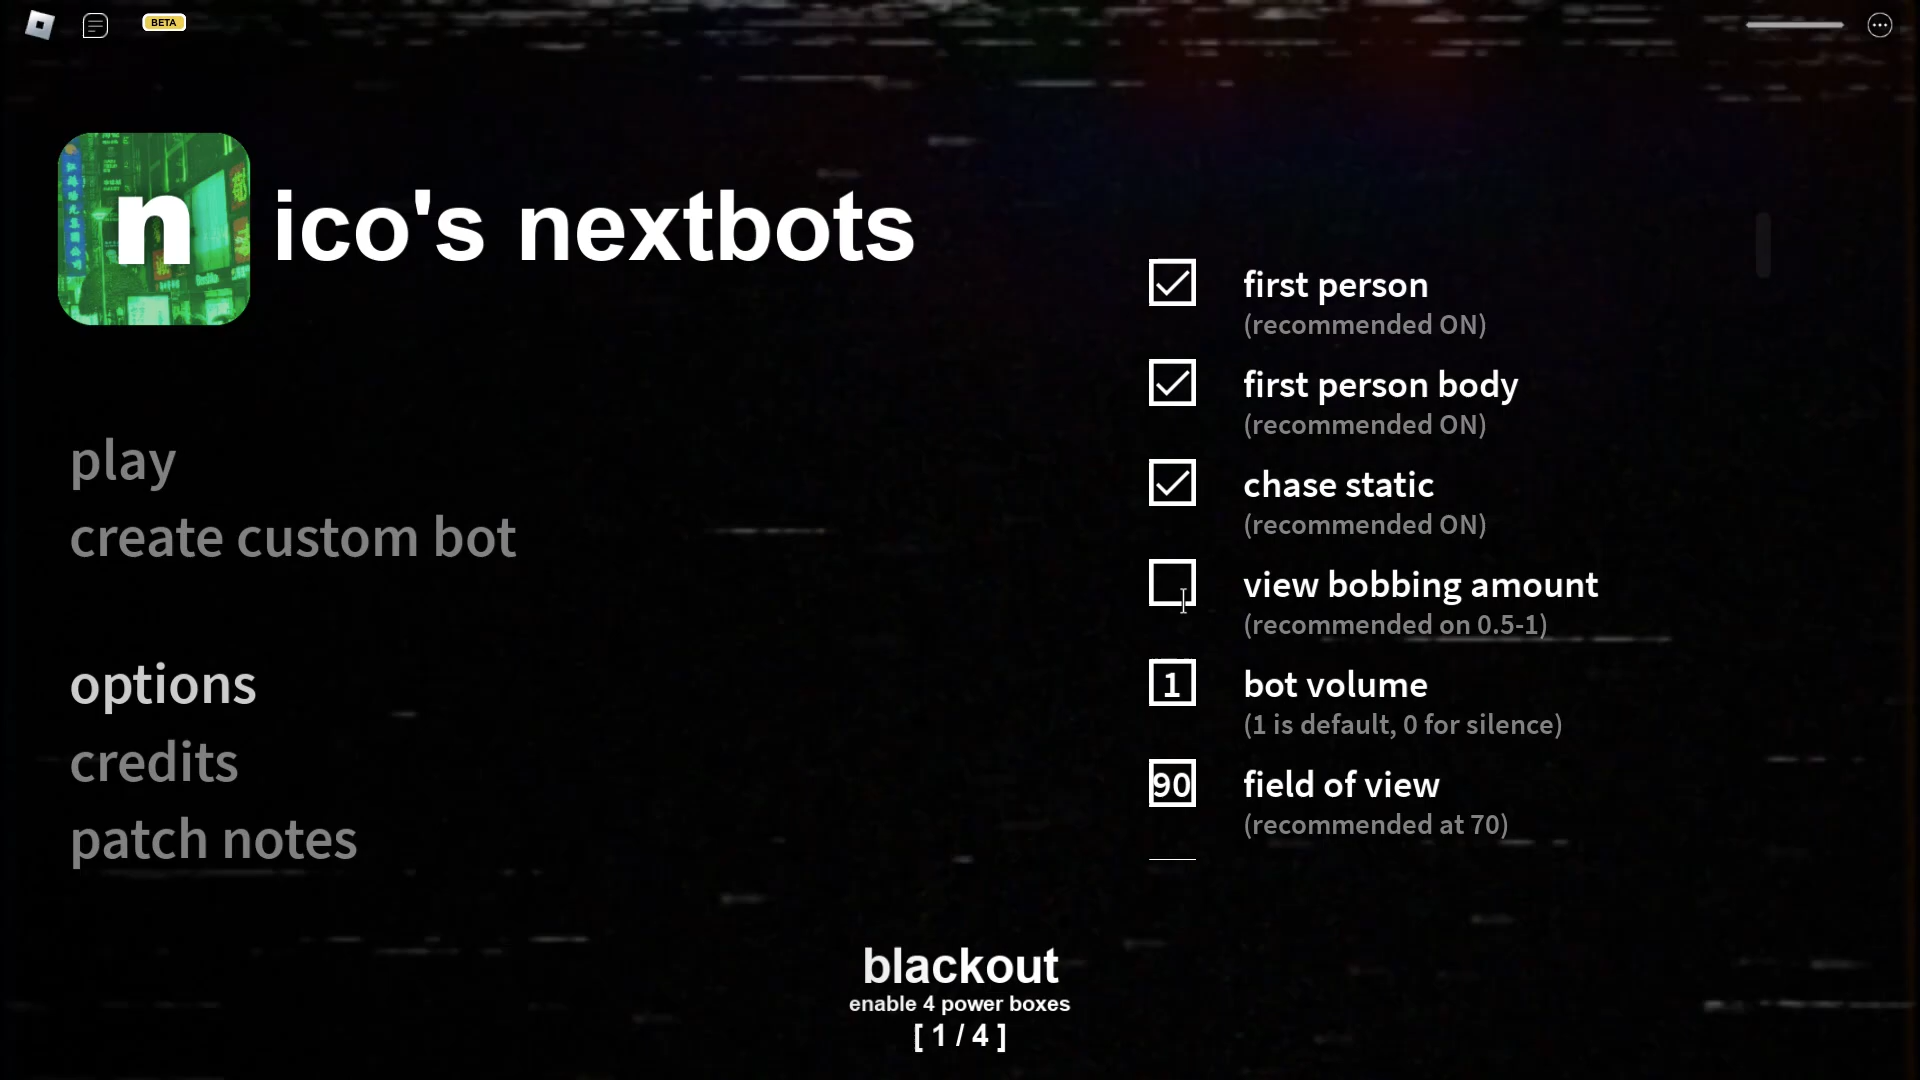 BETA
nico's nextbots
play
create custom bot
options
credits
patch notes
first person
(recommended ON)
first person body
(recommended ON)
chase static
(recommended ON)
view bobbing amount
(recommended on 0.5-1)
1
bot volume
(1 is default, 0 for silence)
90
field of view
(recommended at 70)
blackout
enable 4 power boxes
[ 1 / 4 ]